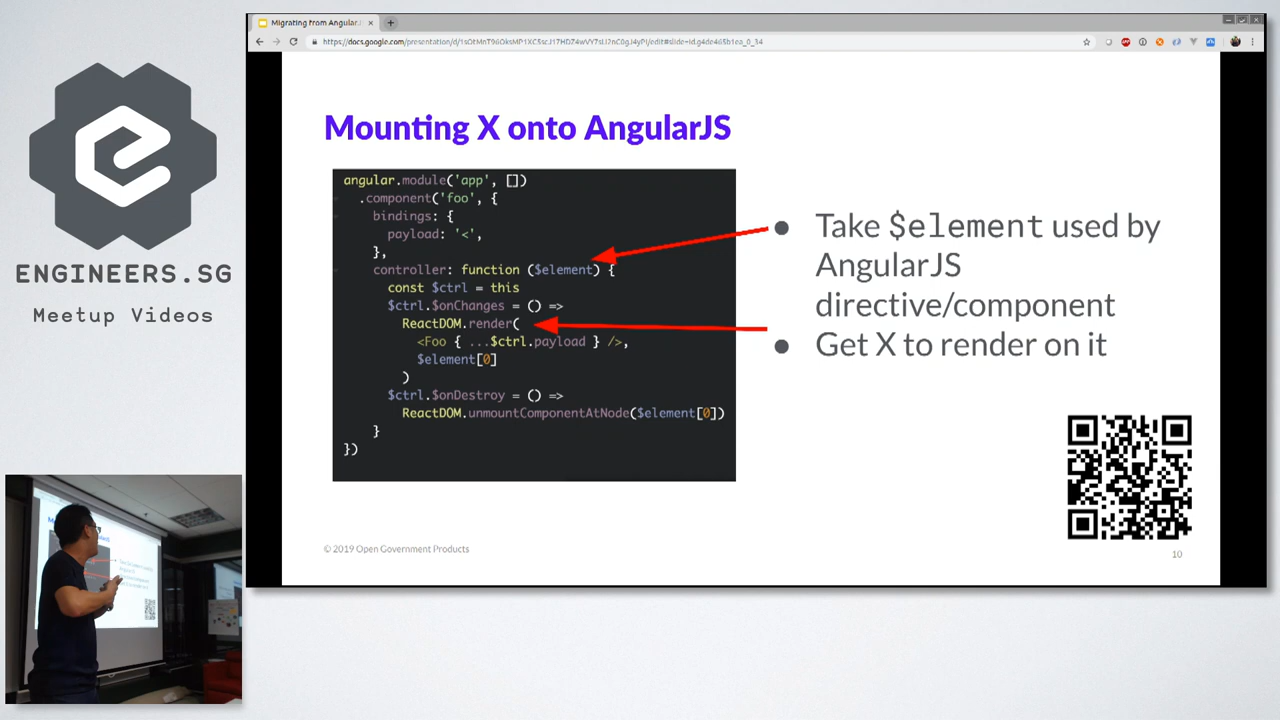 Migrating from AngularJ
ENGINEERS.SG
Meetup Videos
Mounting X onto AngularJS
angular.module('app', [])
.component('foo', {
bindings: {
payload: '<',
},
controller: function ($element) {
const $ctrl = this
$ctrl.$onChanges = () =>
ReactDOM.render(
<Foo { ...$ctrl.payload } />,
$element[0]
)
$ctrl.$onDestroy = () =>
ReactDOM.unmountComponentAtNode($element[0])
}
})
● Take $element used by
AngularJS
directive/component
● Get X to render on it
© 2019 Open Government Products
10